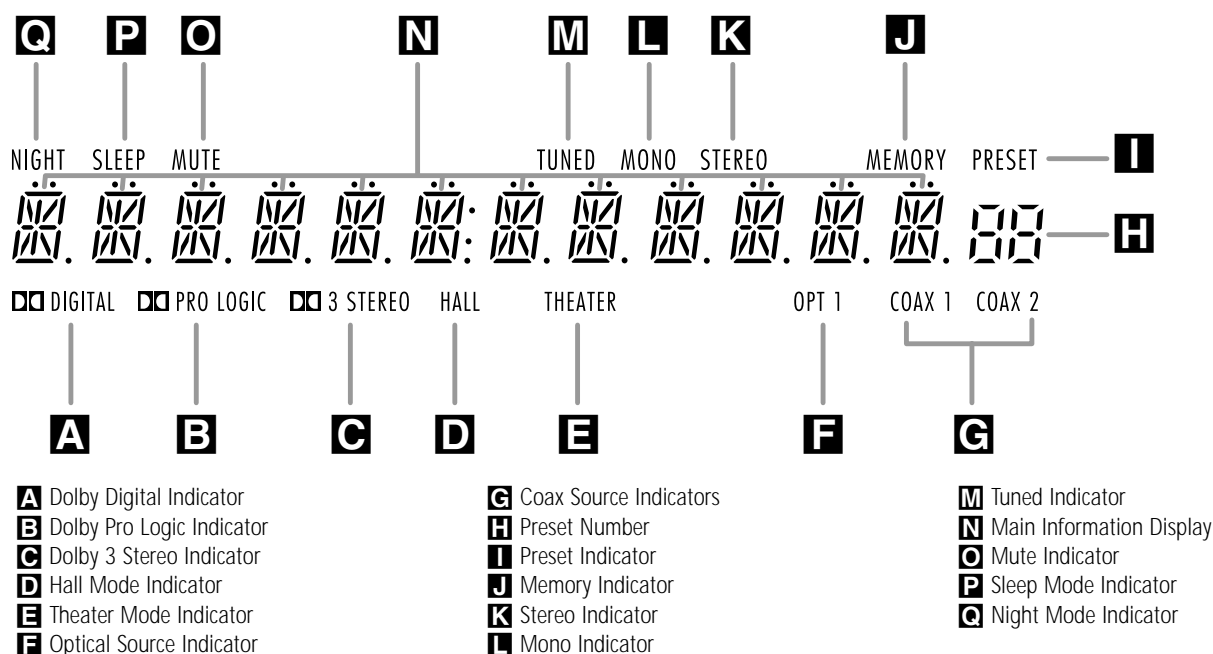 Q P O N M L K J
NIGHT SLEEP MUTE TUNED MONO STEREO MEMORY PRESET I
88 H
DIGITAL PRO LOGIC 3 STEREO HALL THEATER OPT 1 COAX 1 COAX 2
A B C D E F G
A Dolby Digital Indicator
B Dolby Pro Logic Indicator
C Dolby 3 Stereo Indicator
D Hall Mode Indicator
E Theater Mode Indicator
F Optical Source Indicator
G Coax Source Indicators
H Preset Number
I Preset Indicator
J Memory Indicator
K Stereo Indicator
L Mono Indicator
M Tuned Indicator
N Main Information Display
O Mute Indicator
P Sleep Mode Indicator
Q Night Mode Indicator